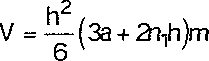 V = h²/6 (3a + 2n₁h)m